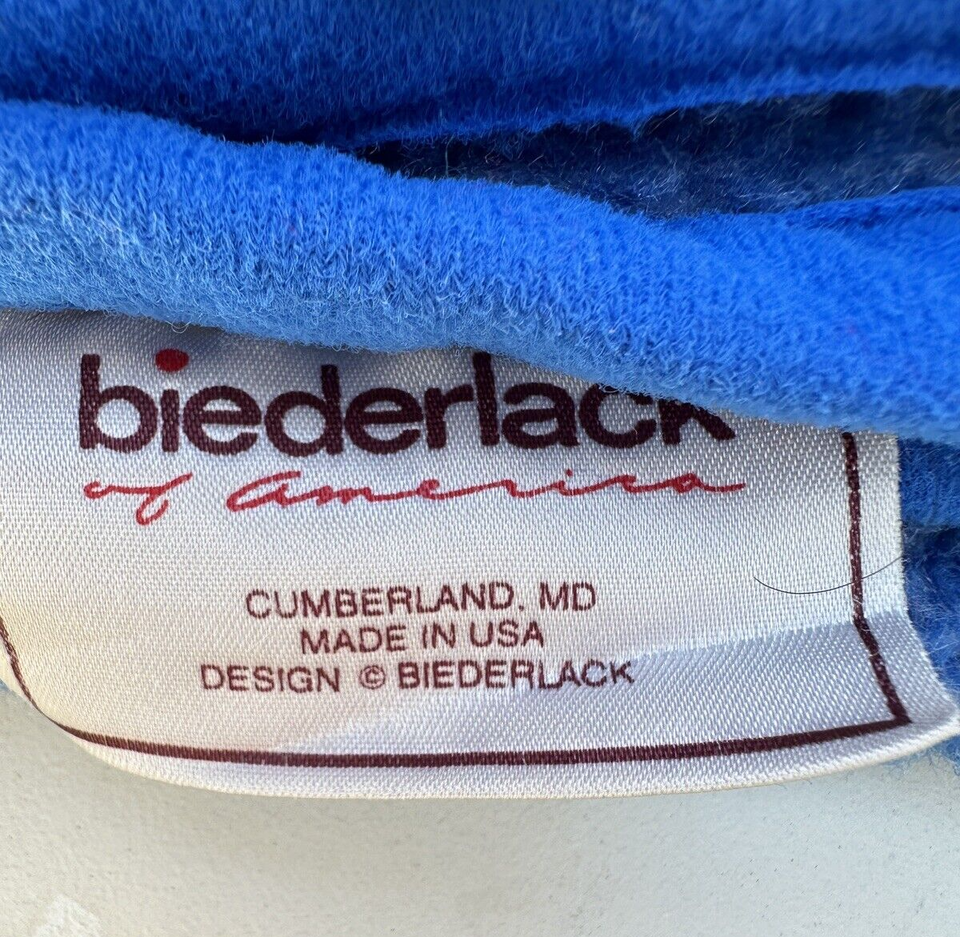 biederlack
of america
CUMBERLAND, MD
MADE IN USA
DESIGN © BIEDERLACK